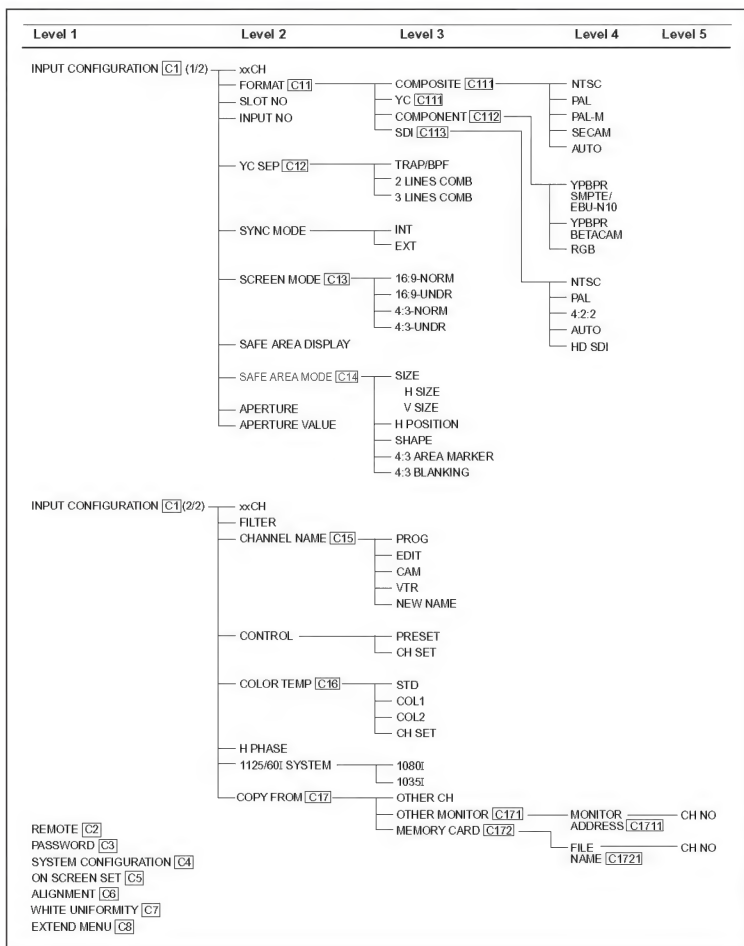 Level 1 Level 2 Level 3 Level 4 Level 5
INPUT CONFIGURATION C1 (1/2) xxCH
FORMAT C11 COMPOSITE C111 NTSC
SLOT NO YC C111 PAL
INPUT NO COMPONENT C112 PAL-M
SDI C113 SECAM
AUTO
YC SEP C12 TRAP/BPF
2 LINES COMB YPBPR
3 LINES COMB SMPTE/
EBU-N10
YPBPR
SYNC MODE INT BETACAM
EXT RGB
SCREEN MODE C13 16:9-NORM NTSC
16:9-UNDR PAL
4:3-NORM 4:2:2
4:3-UNDR AUTO
SAFE AREA DISPLAY HD SDI
SAFE AREA MODE C14 SIZE
H SIZE
APERTURE V SIZE
APERTURE VALUE H POSITION
SHAPE
4:3 AREA MARKER
4:3 BLANKING
INPUT CONFIGURATION C1 (2/2) xxCH
FILTER
CHANNEL NAME C15 PROG
EDIT
CAM
VTR
NEW NAME
CONTROL PRESET
CH SET
COLOR TEMP C16 STD
COL1
COL2
CH SET
H PHASE
1125/60I SYSTEM 1080I
1035I
COPY FROM C17 OTHER CH
OTHER MONITOR C171 MONITOR CH NO
ADDRESS C1711
REMOTE C2 MEMORY CARD C172
PASSWORD C3 FILE CH NO
NAME C1721
SYSTEM CONFIGURATION C4
ON SCREEN SET C5
ALIGNMENT C6
WHITE UNIFORMITY C7
EXTEND MENU C8